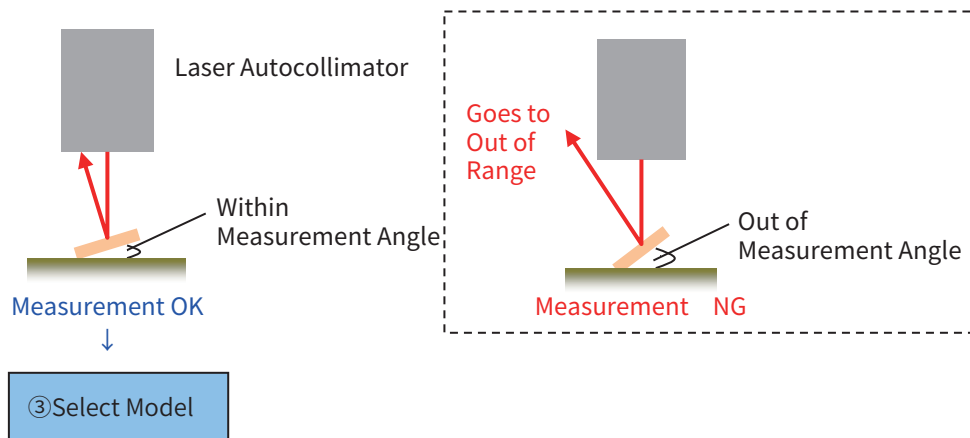 Laser Autocollimator
Within
Measurement Angle
Measurement OK
↓
③Select Model
Goes to
Out of
Range
Out of
Measurement Angle
Measurement NG